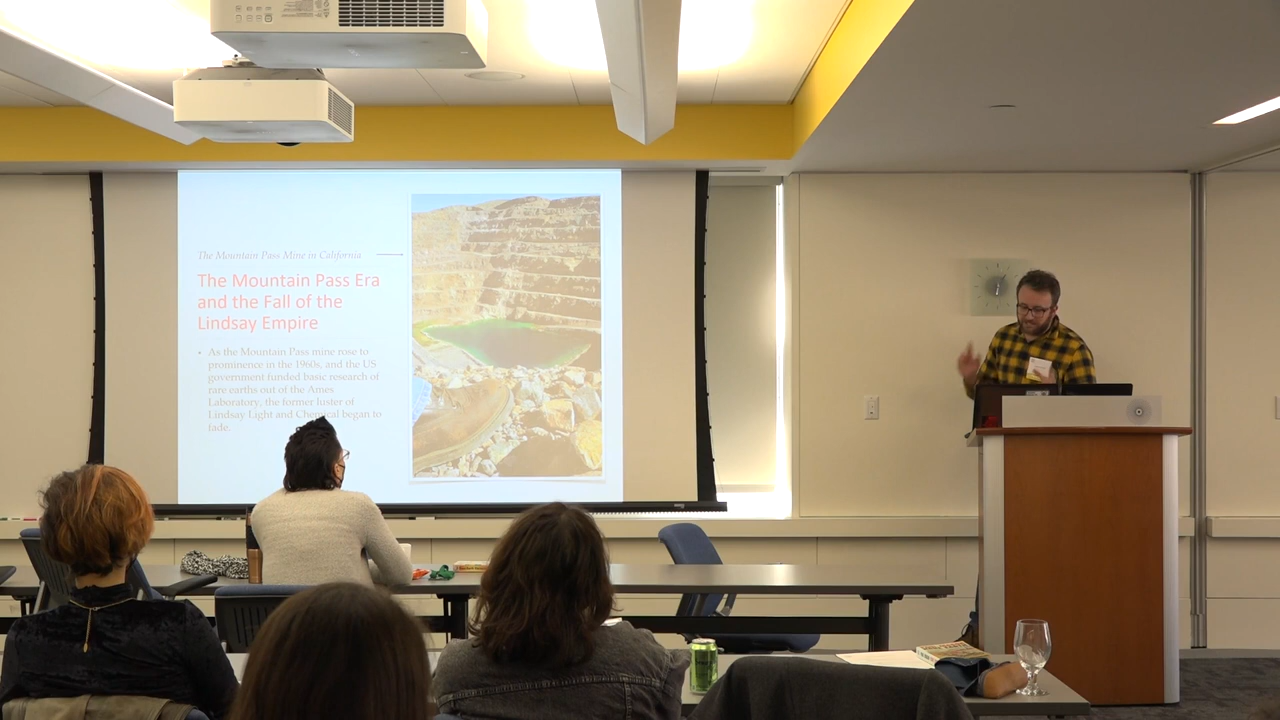 The Mountain Pass Mine in California
The Mountain Pass Era
and the Fall of the
Lindsay Empire
• As the Mountain Pass mine rose to
prominence in the 1960s, and the US
government funded basic research of
rare earths out of the Ames
Laboratory, the former luster of
Lindsay Light and Chemical began to
fade.